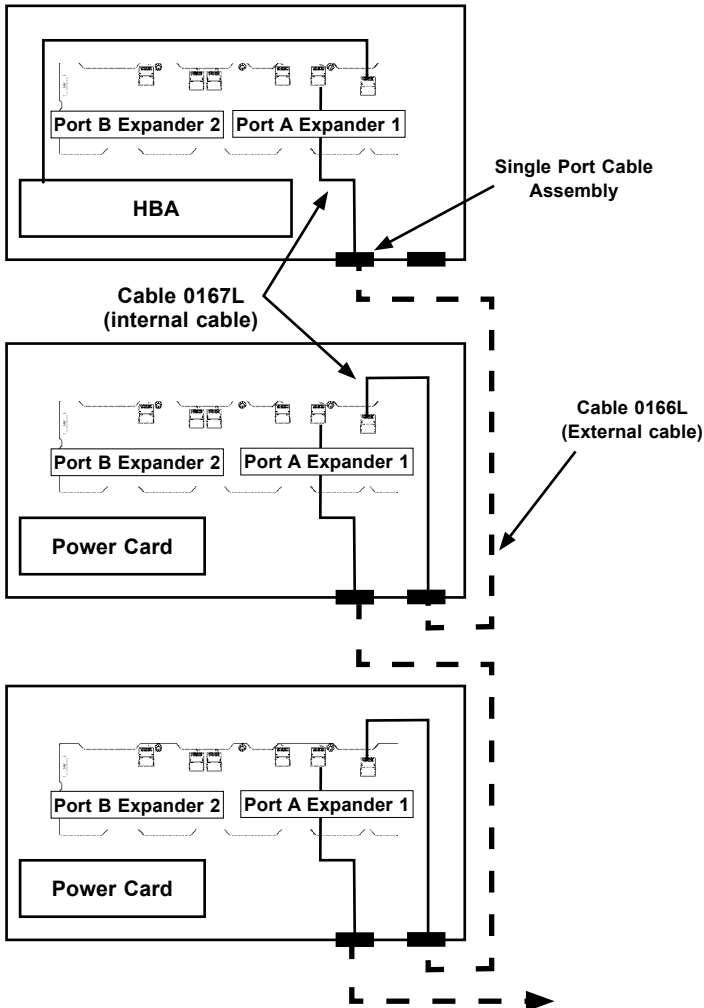 Port B Expander 2
Port A Expander 1
HBA
Single Port Cable
Assembly
Cable 0167L
(internal cable)
Port B Expander 2
Port A Expander 1
Power Card
Cable 0166L
(External cable)
Port B Expander 2
Port A Expander 1
Power Card